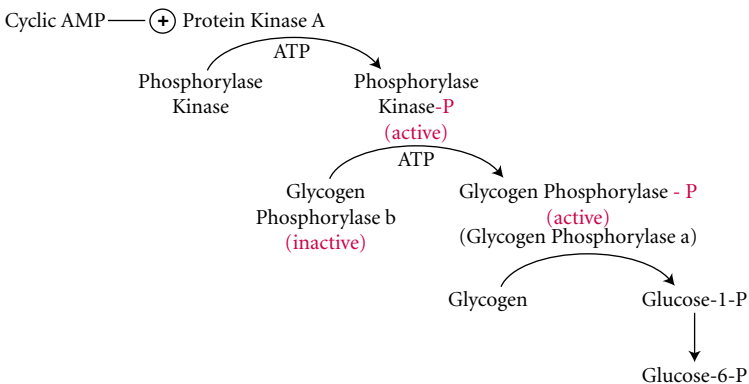 Cyclic AMP + Protein Kinase A
ATP
Phosphorylase
Kinase
Phosphorylase
Kinase-P
(active)
ATP
Glycogen
Phosphorylase b
(inactive)
Glycogen Phosphorylase - P
(active)
(Glycogen Phosphorylase a)
Glycogen
Glucose-1-P
Glucose-6-P